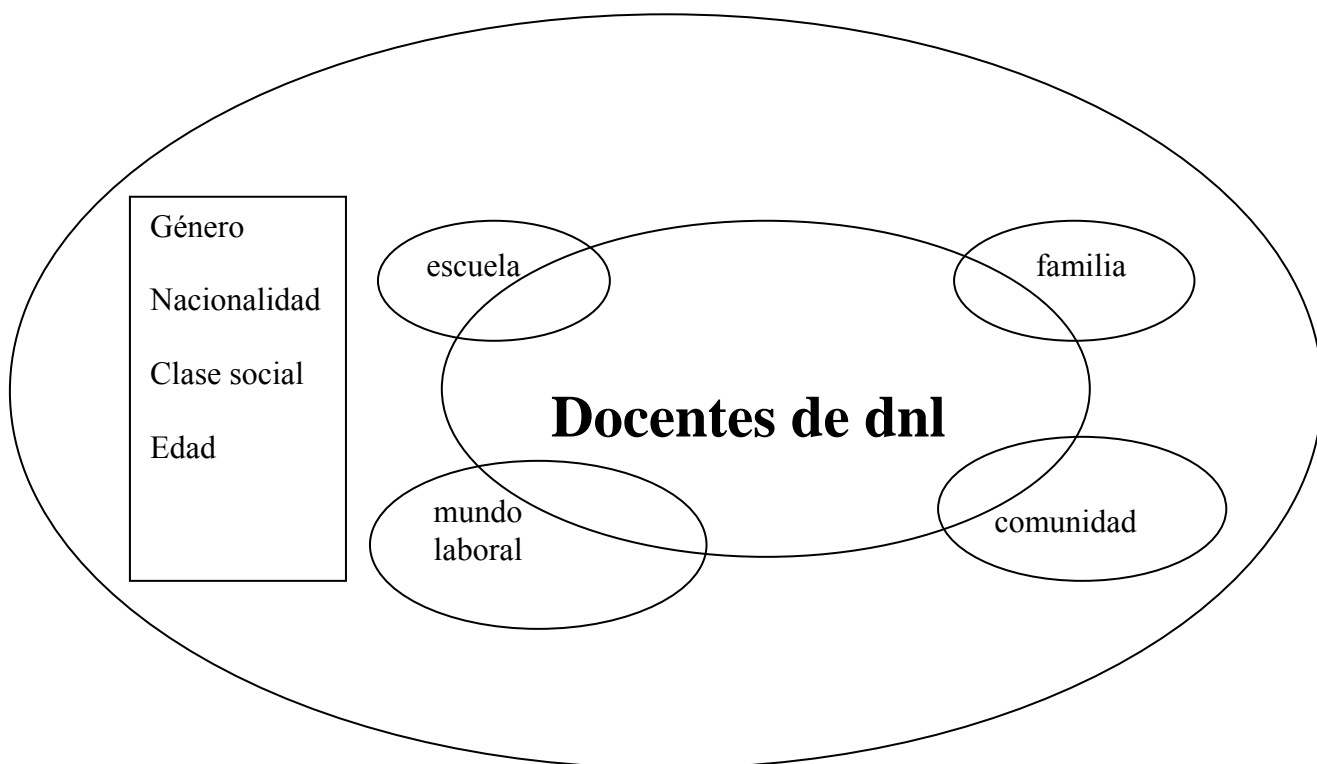 Género
Nacionalidad
Clase social
Edad
escuela
familia
Docentes de dnl
mundo
laboral
comunidad